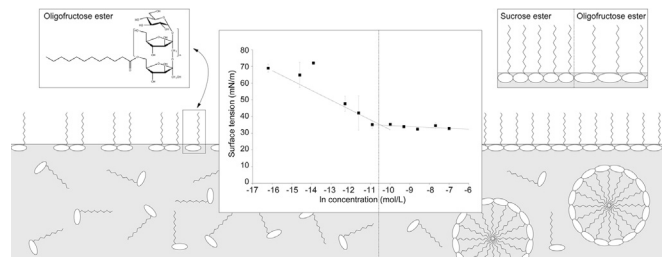 Oligofructose ester
Sucrose ester
Oligofructose ester
Surface tension (mN/m)
80
70
60
50
40
30
20
10
0
-17 -16 -15 -14 -13 -12 -11 -10 -9 -8 -7 -6
ln concentration (mol/L)